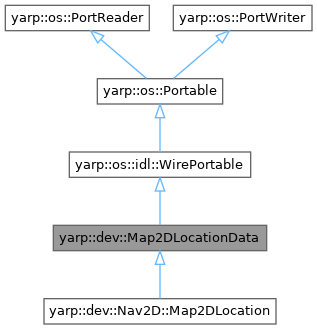 yarp::os::PortReader
yarp::os::PortWriter
yarp::os::Portable
yarp::os::idl::WirePortable
yarp::dev::Map2DLocationData
yarp::dev::Nav2D::Map2DLocation